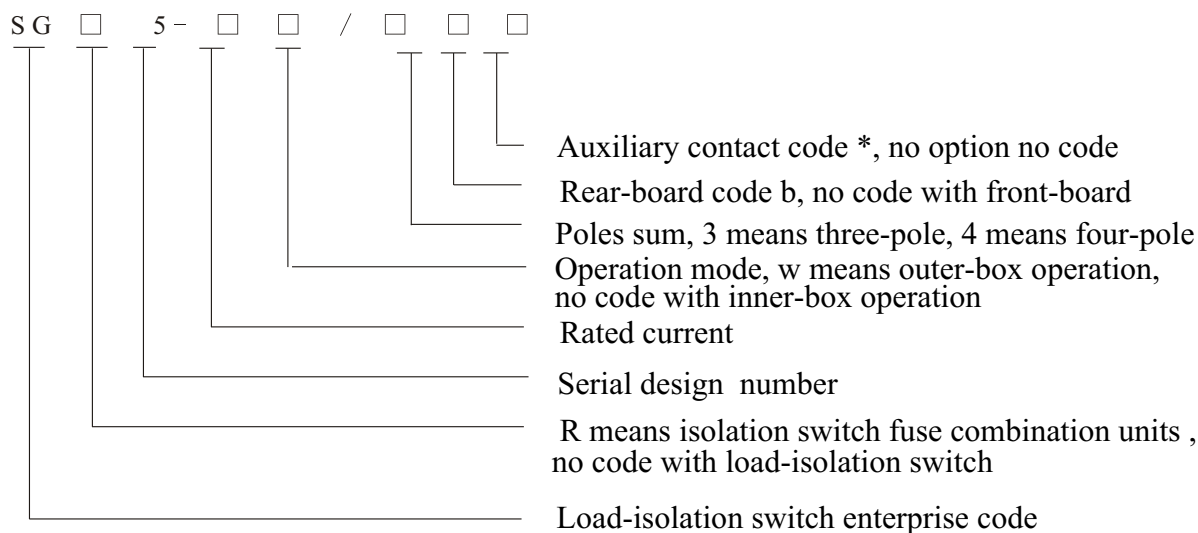 SG □ 5- □ □ / □ □ □
Auxiliary contact code *, no option no code
Rear-board code b, no code with front-board
Poles sum, 3 means three-pole, 4 means four-pole
Operation mode, w means outer-box operation,
no code with inner-box operation
Rated current
Serial design number
R means isolation switch fuse combination units ,
no code with load-isolation switch
Load-isolation switch enterprise code